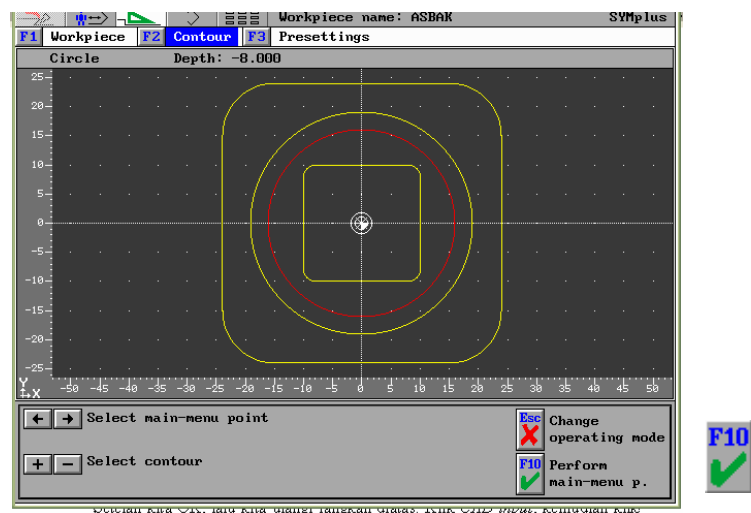 Workpiece name: ASBAK SYMplus
F1 Workpiece F2 Contour F3 Presettings
Circle Depth: -8.000
25
20
15
10
5
0
-5
-10
-15
-20
-25
Y
X
-50 -45 -40 -35 -30 -25 -20 -15 -10 -5 0 5 10 15 20 25 30 35 40 45 50
← → Select main-menu point
Esc Change
operating mode
+ - Select contour
F10 Perform
main-menu p.
F10